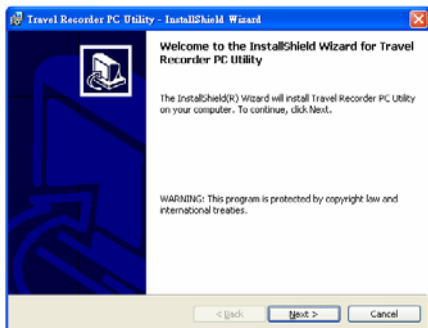 Travel Recorder PC Utility - InstallShield Wizard
Welcome to the InstallShield Wizard for Travel
Recorder PC Utility
The InstallShield(R) Wizard will install Travel Recorder PC Utility
on your computer. To continue, click Next.
WARNING: This program is protected by copyright law and
international treaties.
< Back Next > Cancel